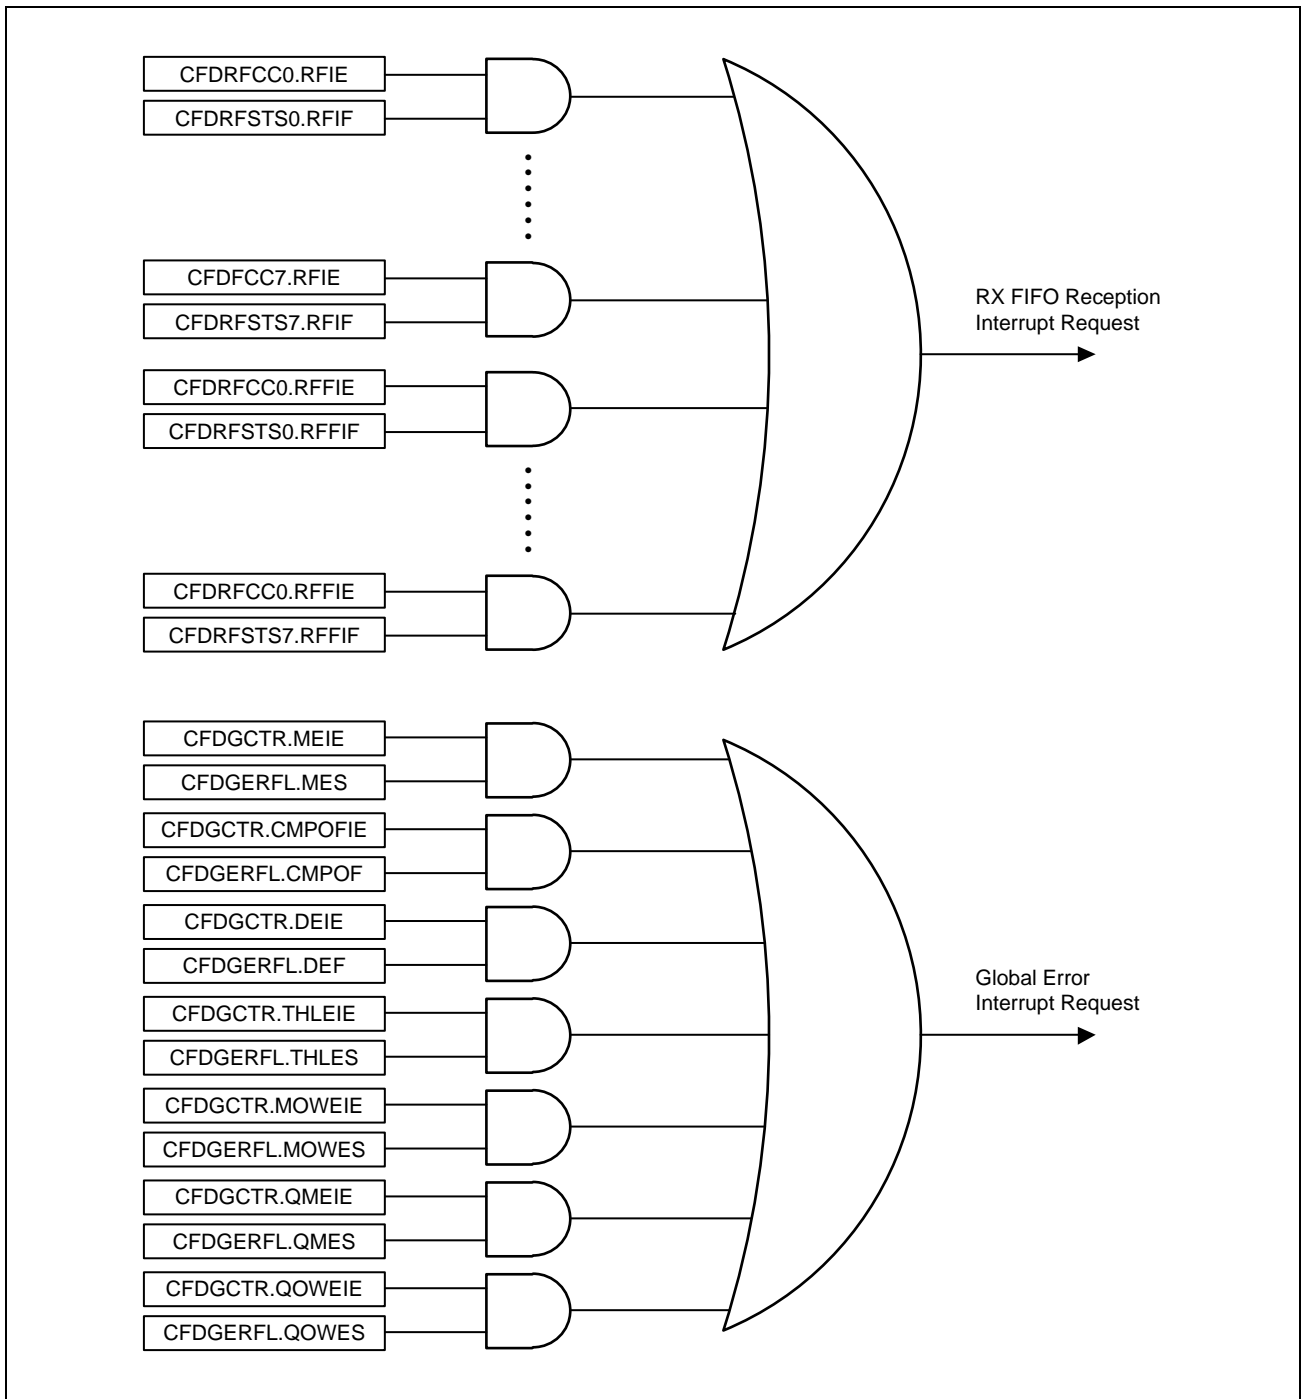 CFDRFCC0.RFIE
CFDRFSTS0.RFIF
CFDFCC7.RFIE
CFDRFSTS7.RFIF
RX FIFO Reception
Interrupt Request
CFDRFCC0.RFFIE
CFDRFSTS0.RFFIF
CFDRFCC0.RFFIE
CFDRFSTS7.RFFIF
CFDGCTR.MEIE
CFDGERFL.MES
CFDGCTR.CMPOFIE
CFDGERFL.CMPOF
CFDGCTR.DEIE
CFDGERFL.DEF
Global Error
Interrupt Request
CFDGCTR.THLEIE
CFDGERFL.THLES
CFDGCTR.MOWEIE
CFDGERFL.MOWES
CFDGCTR.QMEIE
CFDGERFL.QMES
CFDGCTR.QOWEIE
CFDGERFL.QOWES